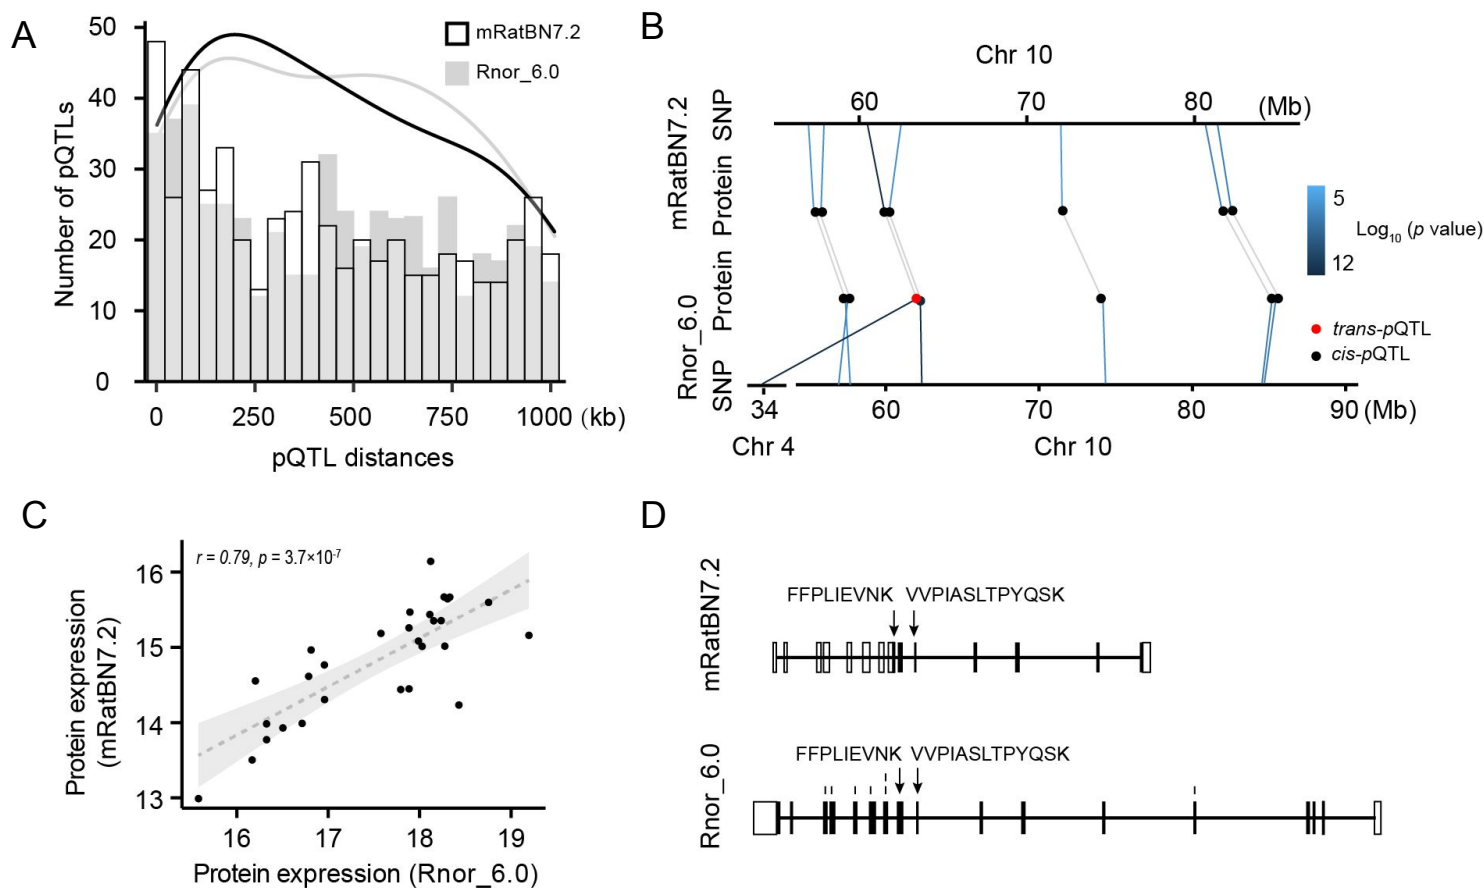 A
50
40
30
20
10
0
Number of pQTLs
mRatBN7.2
Rnor_6.0
0 250 500 750 1000 (kb)
pQTL distances
B
Chr 10
60 70 80 (Mb)
SNP
Protein
mRatBN7.2
Protein
SNP
Rnor_6.0
34 60 70 80 90 (Mb)
Chr 4 Chr 10
5
12
Log10 (p value)
trans-pQTL
cis-pQTL
C
r = 0.79, p = 3.7×10-7
16
15
14
13
Protein expression
(mRatBN7.2)
16 17 18 19
Protein expression (Rnor_6.0)
D
mRatBN7.2
FFPLIEVNK VVPIASLTPYQSK
Rnor_6.0
FFPLIEVNK VVPIASLTPYQSK